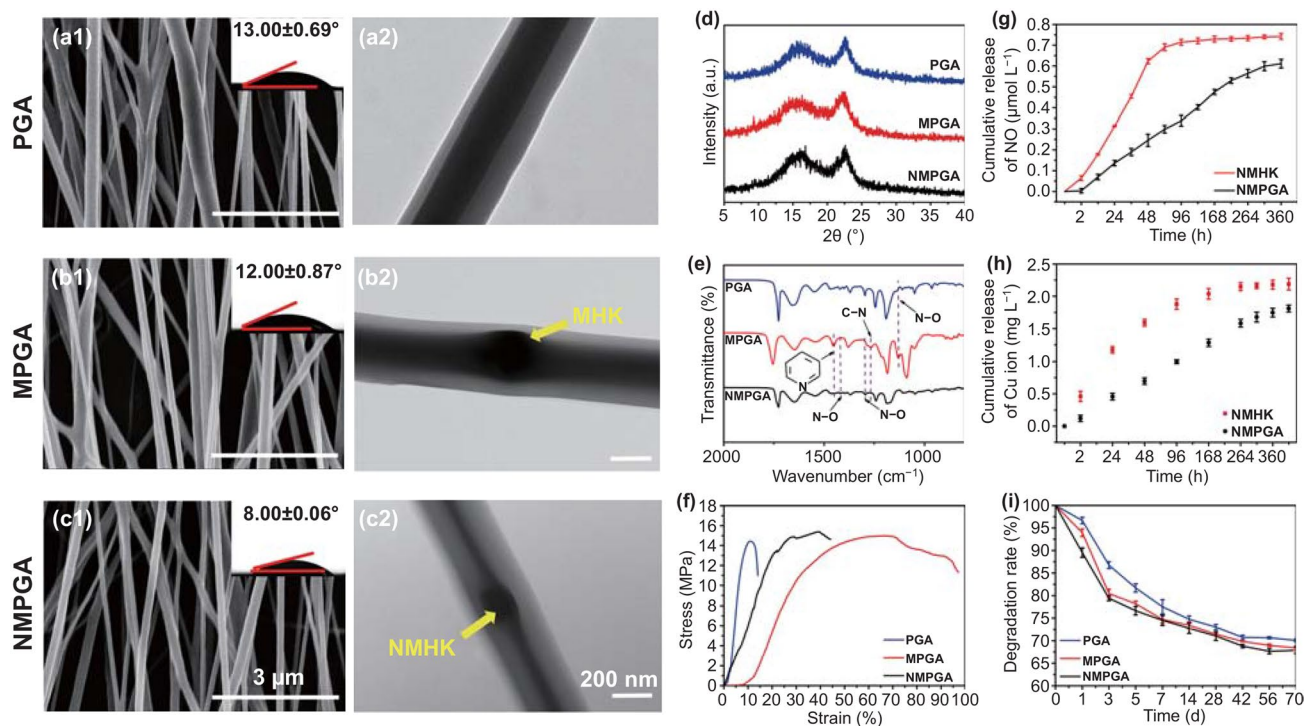 PGA
(a1)
13.00±0.69°
(a2)
MPGA
(b1)
12.00±0.87°
(b2)
MHK
NMPGA
(c1)
8.00±0.06°
3 μm
(c2)
NMHK
200 nm
(d)
Intensity (a.u.)
PGA
MPGA
NMPGA
5 10 15 20 25 30 35 40
2θ (°)
(e)
Transmittance (%)
PGA
N–O
C–N
MPGA
N
NMPGA
N–O
N–O
2000 1500 1000
Wavenumber (cm⁻¹)
(f)
Stress (MPa)
18
16
14
12
10
8
6
4
2
0
PGA
MPGA
NMPGA
0 10 20 30 40 50 60 70 80 90 100
Strain (%)
(g)
Cumulative release
of NO (μmol L⁻¹)
0.8
0.7
0.6
0.5
0.4
0.3
0.2
0.1
0.0
NMHK
NMPGA
2 24 48 96 168 264 360
Time (h)
(h)
Cumulative release
of Cu ion (mg L⁻¹)
2.5
2.0
1.5
1.0
0.5
0.0
NMHK
NMPGA
2 24 48 96 168 264 360
Time (h)
(i)
Degradation rate (%)
100
95
90
85
80
75
70
65
60
PGA
MPGA
NMPGA
0 1 3 5 7 14 28 42 56 70
Time (d)